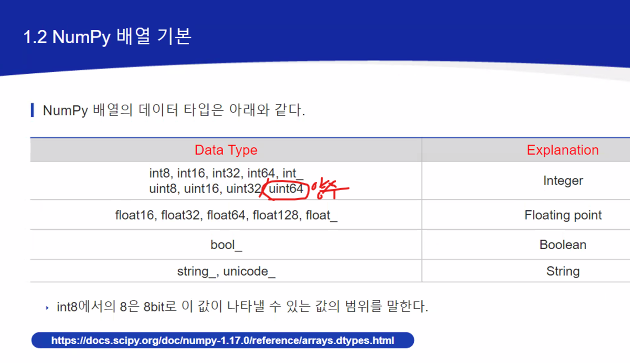 1.2 NumPy 배열 기본
NumPy 배열의 데이터 타입은 아래와 같다.
Data Type Explanation
int8, int16, int32, int64, int_
uint8, uint16, uint32, uint64
Integer
float16, float32, float64, float128, float_ Floating point
bool_ Boolean
string_, unicode_ String
int8에서의 8은 8bit로 이 값이 나타낼 수 있는 값의 범위를 말한다.
https://docs.scipy.org/doc/numpy-1.17.0/reference/arrays.dtypes.html